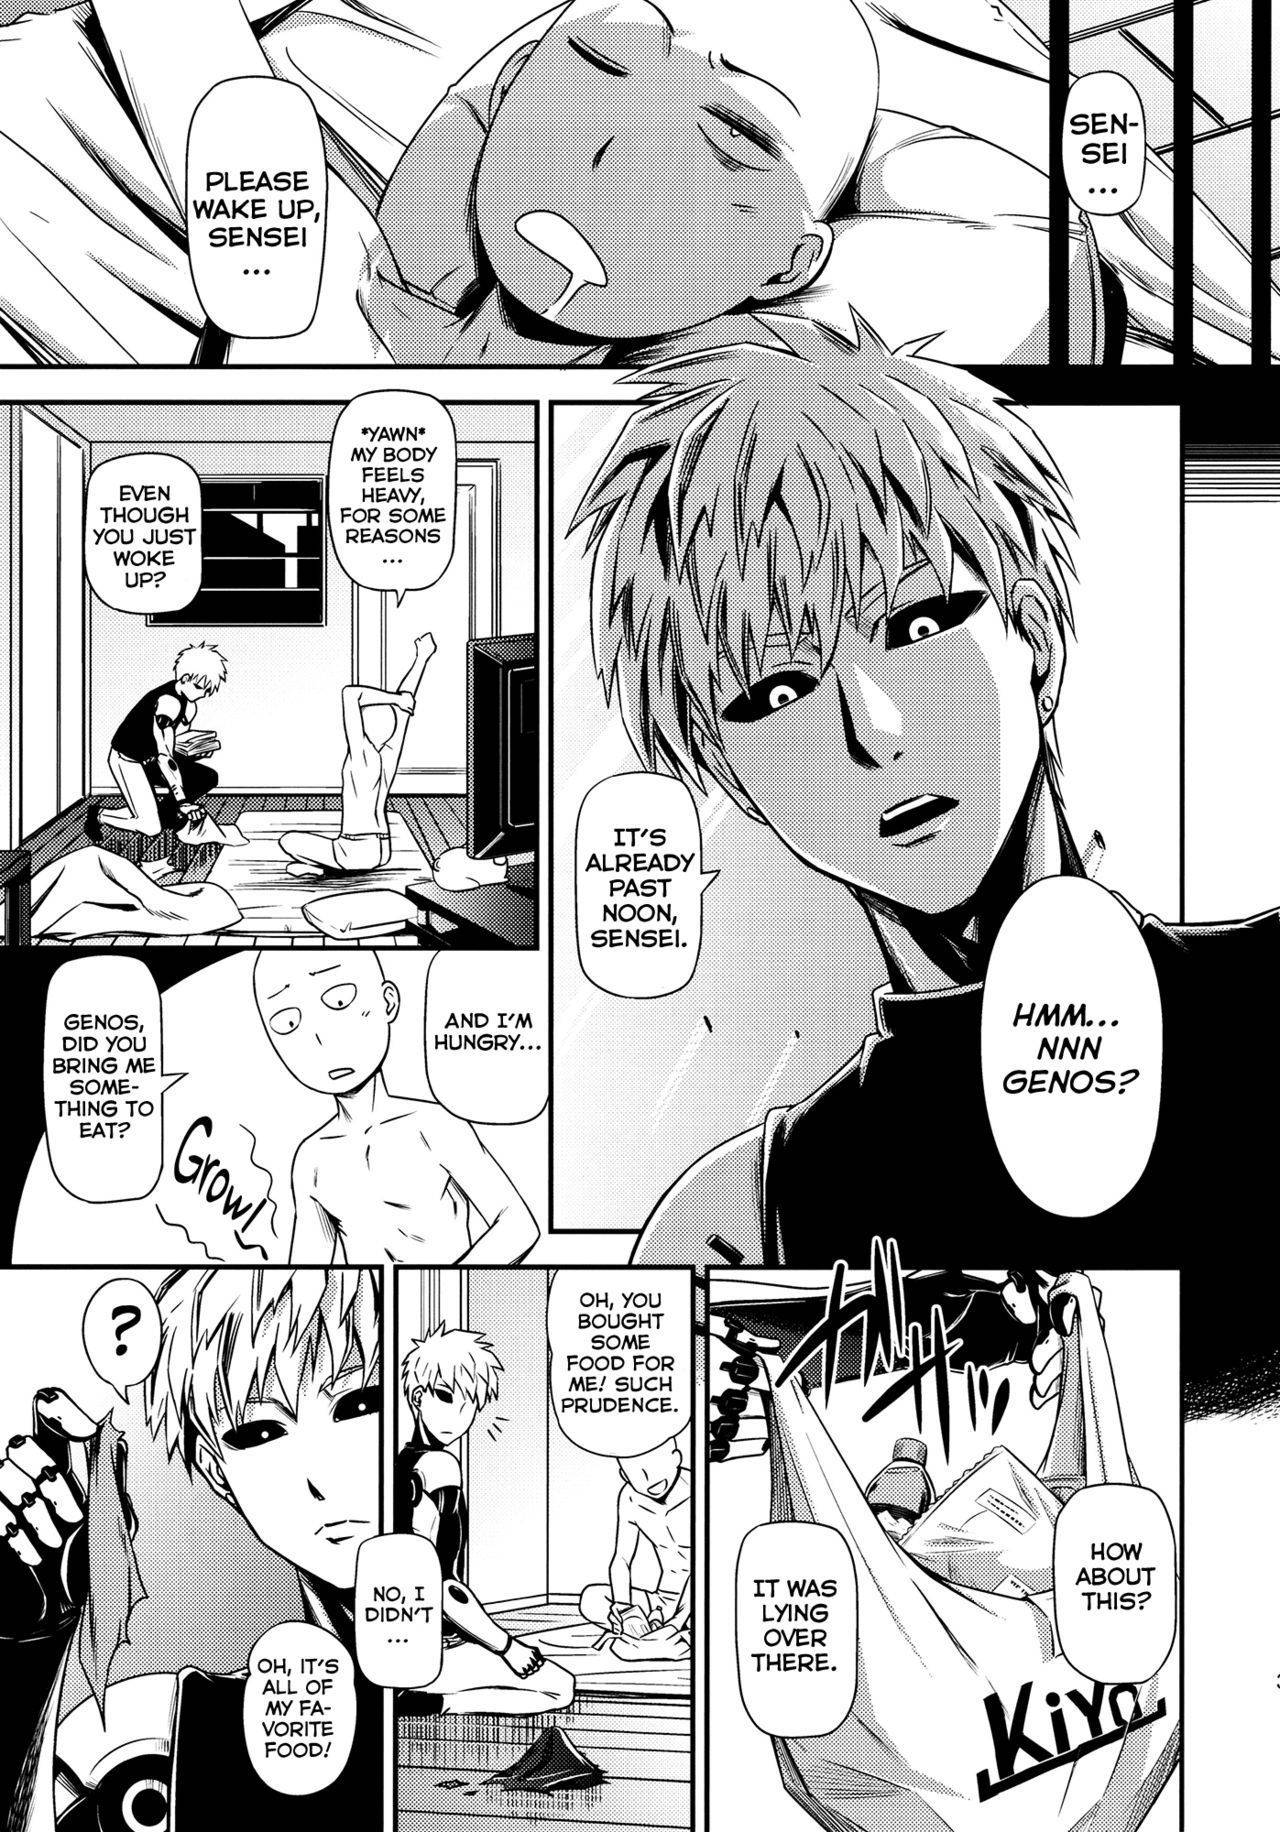 SEN-
SEI
...
PLEASE
WAKE UP,
SENSEI
...
IT'S
ALREADY
PAST
NOON,
SENSEI.
HMM...
NNN
GENOS?
*YAWN*
MY BODY
FEELS
HEAVY,
FOR SOME
REASONS
...
EVEN
THOUGH
YOU JUST
WOKE
UP?
AND I'M
HUNGRY...
GENOS,
DID YOU
BRING ME
SOME-
THING TO
EAT?
Growl
HOW
ABOUT
THIS?
IT WAS
LYING
OVER
THERE.
KiYO
OH, YOU
BOUGHT
SOME
FOOD FOR
ME! SUCH
PRUDENCE.
NO, I
DIDN'T
...
?
OH, IT'S
ALL OF
MY FA-
VORITE
FOOD!
3